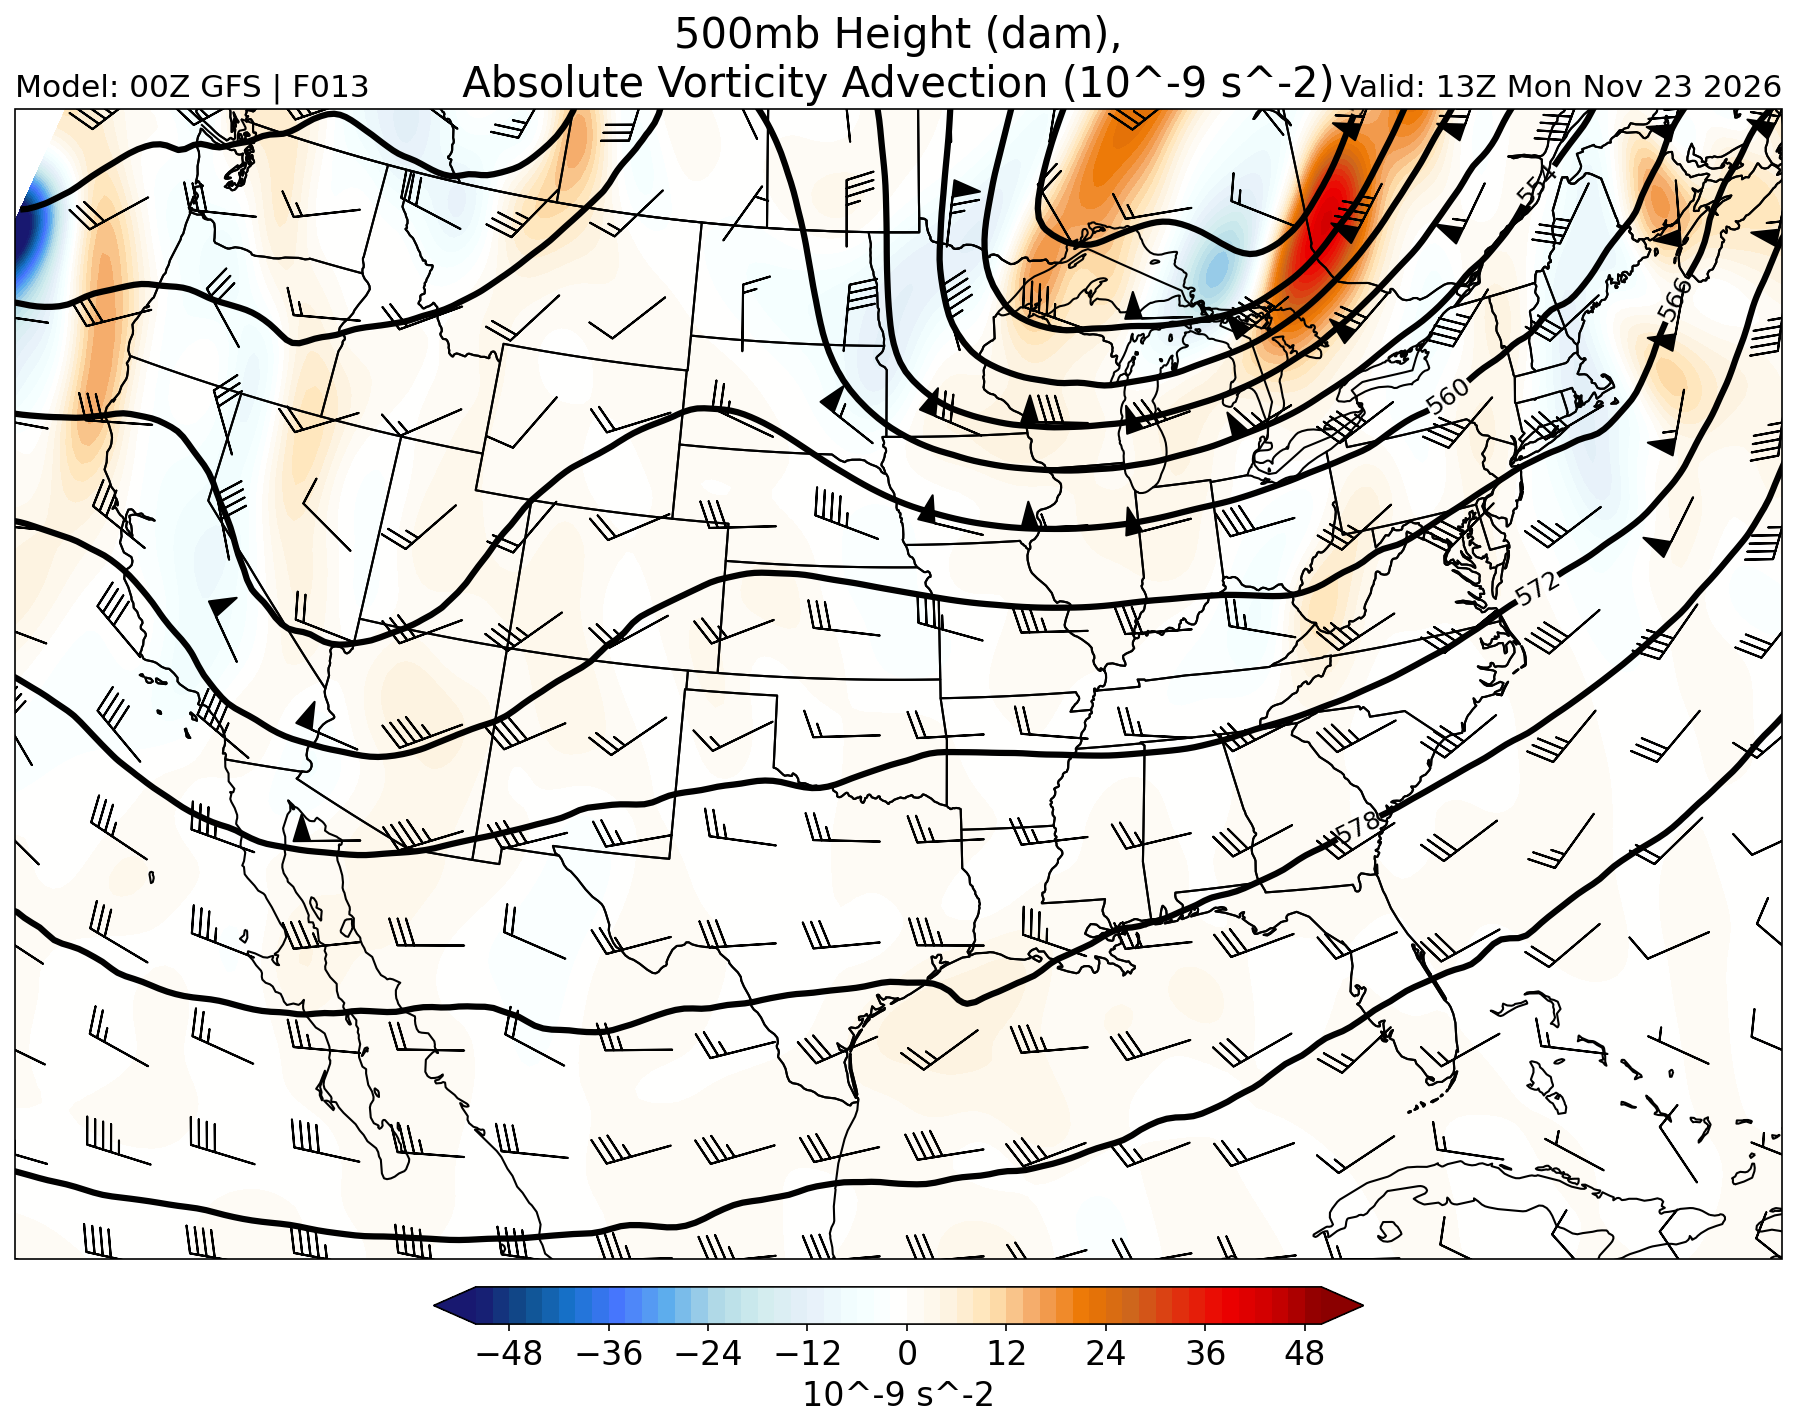 500mb Height (dam),
Model: 00Z GFS | F013
Absolute Vorticity Advection (10^-9 s^-2)
Valid: 13Z Mon Nov 23 2026
554
566
560
572
578
−48 −36 −24 −12 0 12 24 36 48
10^-9 s^-2